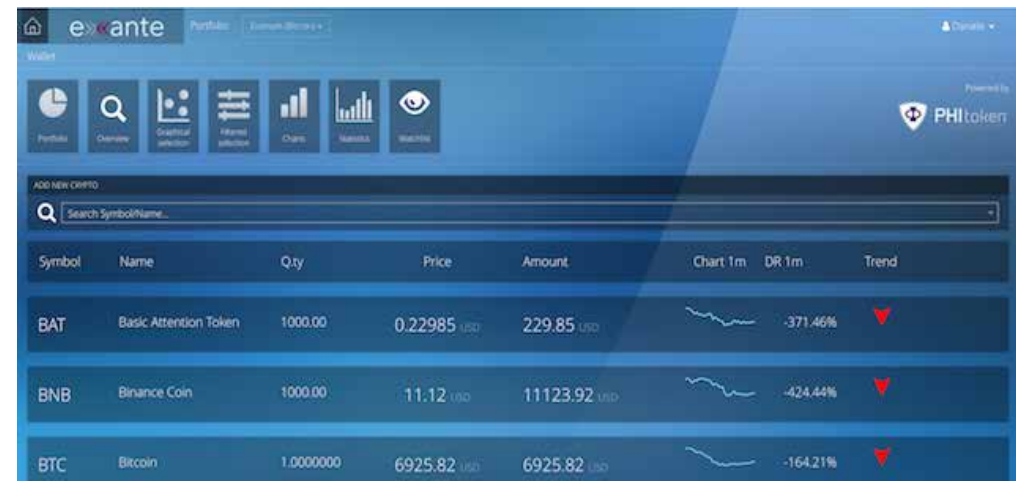 e»«ante Portfolio
Daniele
Wallet
Portfolio Overview Graphical selection Filtered selection Charts Statistics Watchlist
Powered by
PHItoken
ADD NEW CRYPTO
Search Symbol/Name...
Symbol Name Q.ty Price Amount Chart 1m DR 1m Trend
BAT Basic Attention Token 1000.00 0.22985 USD 229.85 USD -371.46%
BNB Binance Coin 1000.00 11.12 USD 11123.92 USD -424.44%
BTC Bitcoin 1.0000000 6925.82 USD 6925.82 USD -164.21%